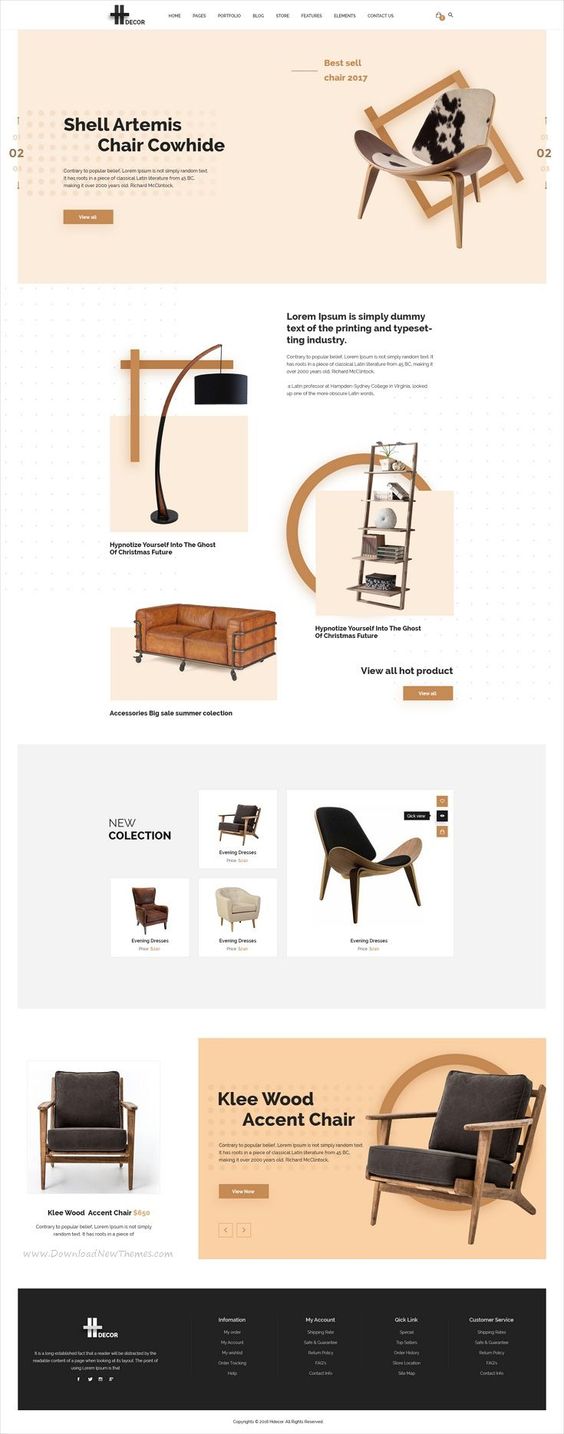 DECOR
HOME PAGES PORTFOLIO BLOG STORE FEATURES ELEMENTS CONTACT US
Best sell
chair 2017
Shell Artemis
Chair Cowhide
02
02
Contrary to popular belief, Lorem Ipsum is not simply random text.
It has roots in a piece of classical Latin literature from 45 BC,
making it over 2000 years old. Richard McClintock,
View all
Lorem Ipsum is simply dummy
text of the printing and typeset-
ting industry.
Contrary to popular belief, Lorem Ipsum is not simply random
text. It has roots in a piece of classical Latin literature from 45 BC, making it
over 2000 years old. Richard McClintock,
a Latin professor at Hampden-Sydney College in Virginia, looked
up one of the more obscure Latin words,
Hypnotize Yourself Into The Ghost
Of Christmas Future
Hypnotize Yourself Into The Ghost
Of Christmas Future
View all hot product
View all
Accessories Big sale summer colection
NEW
COLECTION
Qick view
Evening Dresses
Price
Evening Dresses
Price
Evening Dresses
Price
Evening Dresses
Price
Klee Wood
Accent Chair
Contrary to popular belief, Lorem Ipsum is not simply random text.
It has roots in a piece of classical Latin literature from 45 BC,
making it over 2000 years old. Richard McClintock,
View Now
Klee Wood Accent Chair $650
Contrary to popular belief, Lorem Ipsum is not simply
random text. It has roots in a piece of
www.DownloadNewThemes.com
DECOR
It is a long established fact that a reader will be distracted by the
readable content of a page when looking at its layout. The point of
using Lorem Ipsum is that
Infomation
My order
My Account
My wishlist
Order Tracking
Help
My Account
Shipping Rate
Safe & Guarantee
Return Policy
FAQ's
Contact Info
Qick Link
Special
Top Sellers
Order History
Store Location
Site Map
Customer Service
Shipping Rates
Safe & Guarantee
Return Policy
FAQ's
Contact Info
Copyrights © 2016 Hdecor. All Rights Reserved.